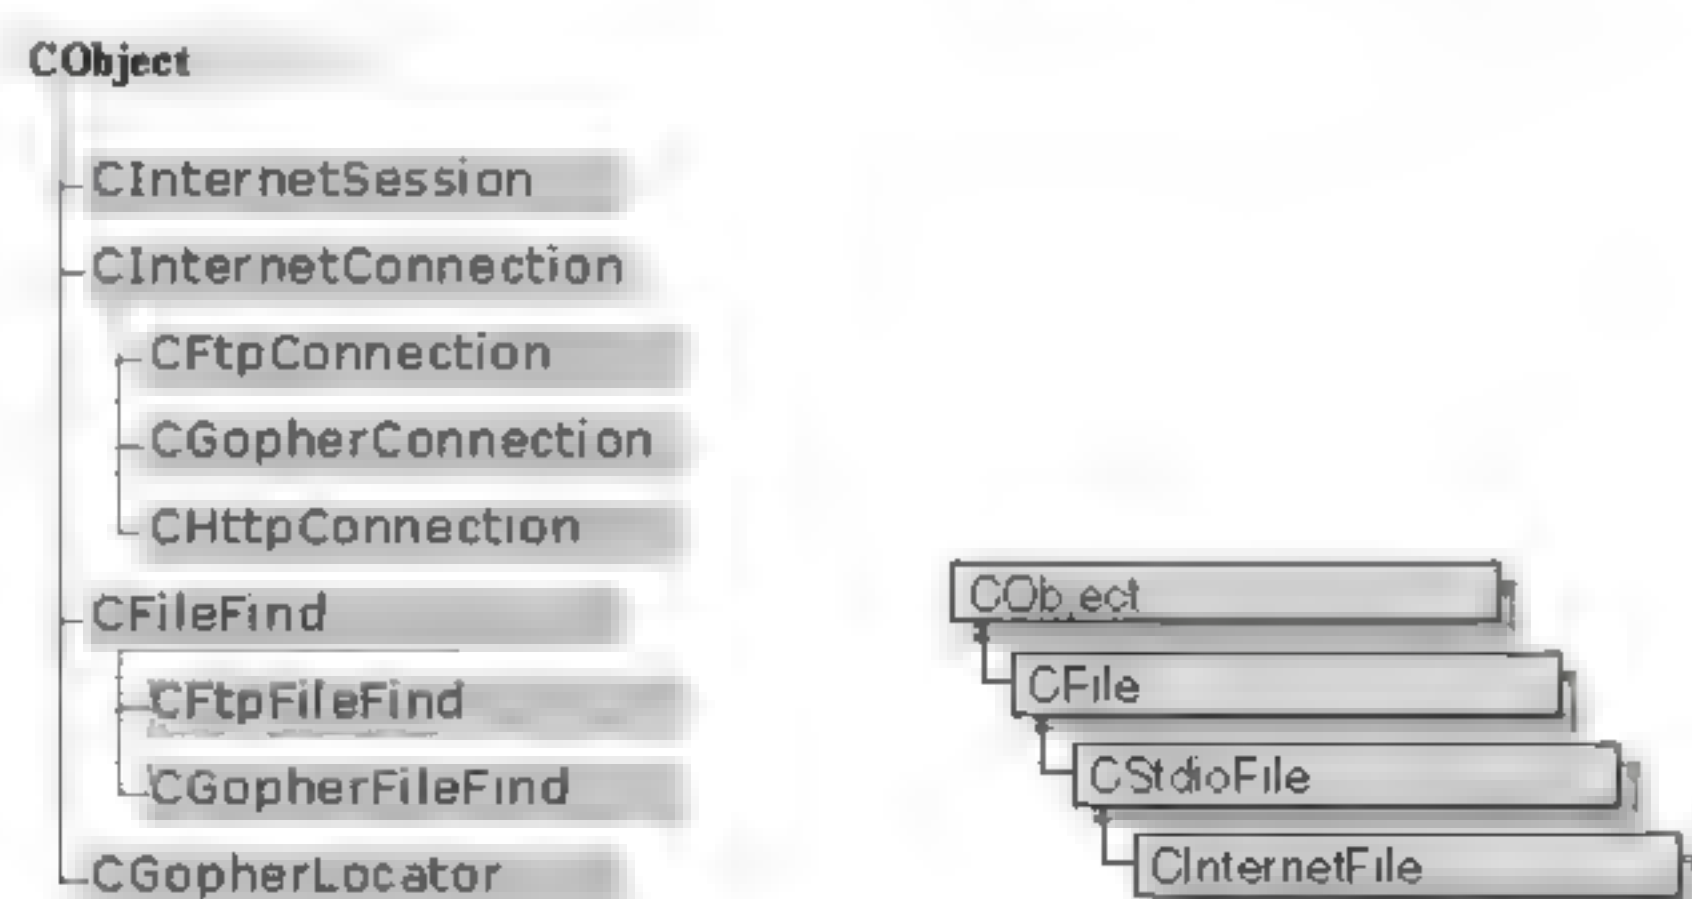 CObject
CInternetSession
CInternetConnection
CFtpConnection
CGopherConnection
CHttpConnection
CFileFind
CFtpFileFind
CGopherFileFind
CGopherLocator
CObject
CFile
CStdioFile
CInternetFile